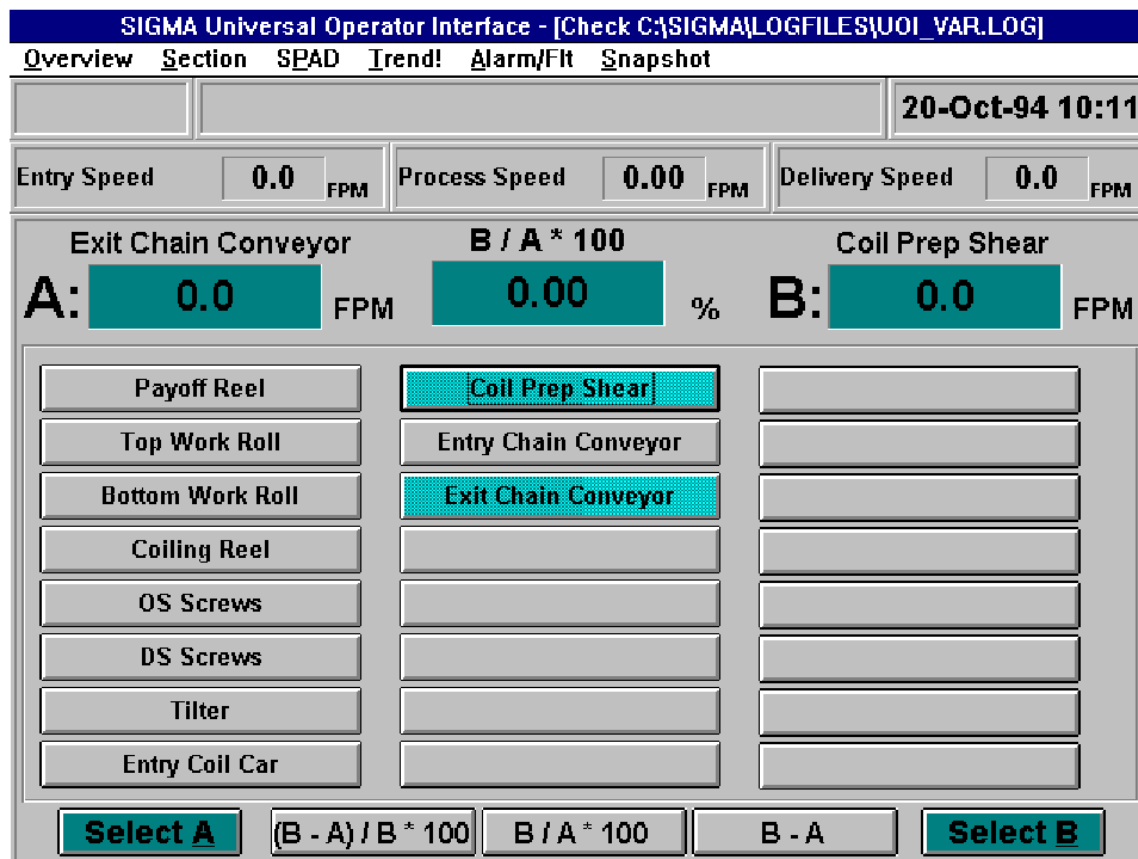 SIGMA Universal Operator Interface - [Check C:\SIGMA\LOGFILES\UOI_VAR.LOG]
Overview Section SPAD Trend! Alarm/Flt Snapshot
20-Oct-94 10:11
Entry Speed 0.0 FPM Process Speed 0.00 FPM Delivery Speed 0.0 FPM
Exit Chain Conveyor B / A * 100 Coil Prep Shear
A: 0.0 FPM 0.00 % B: 0.0 FPM
Payoff Reel Coil Prep Shear
Top Work Roll Entry Chain Conveyor
Bottom Work Roll Exit Chain Conveyor
Coiling Reel
OS Screws
DS Screws
Tilter
Entry Coil Car
Select A (B - A) / B * 100 B / A * 100 B - A Select B